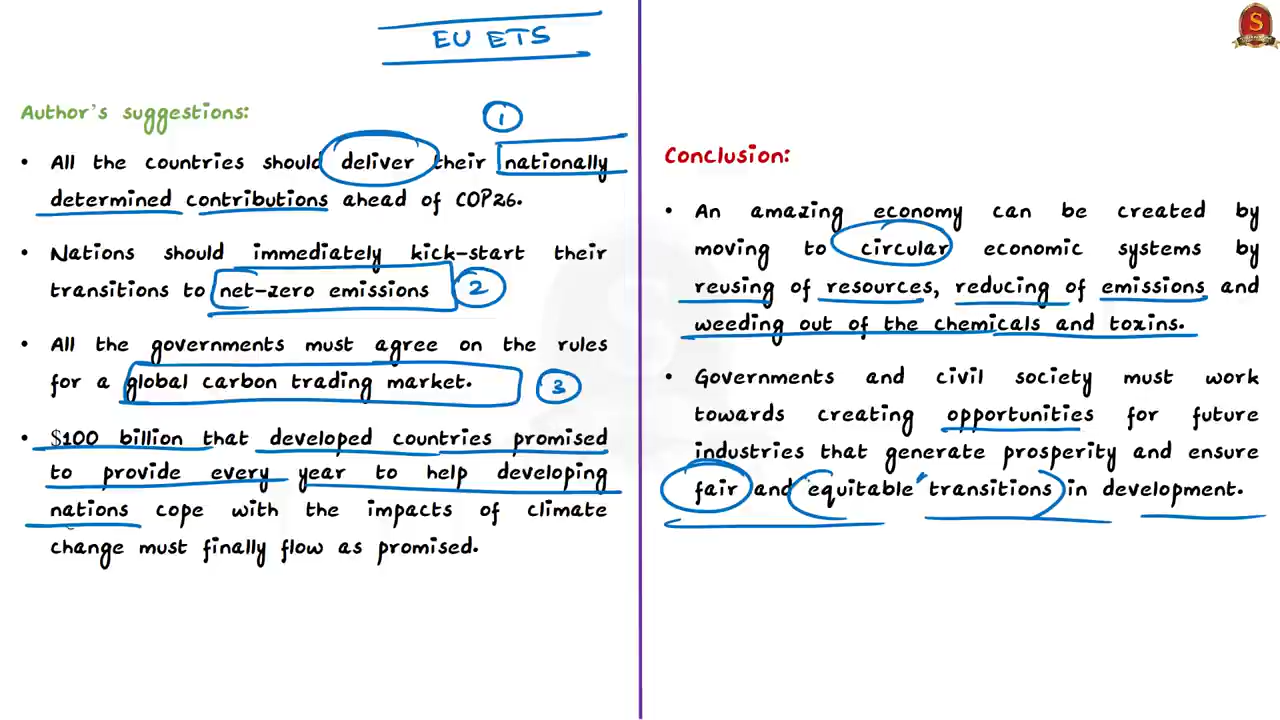 EU ETS
Author's suggestions:
1
• All the countries should deliver their nationally
determined contributions ahead of COP26.
• Nations should immediately kick-start their
transitions to net-zero emissions 2
• All the governments must agree on the rules
for a global carbon trading market. 3
• $100 billion that developed countries promised
to provide every year to help developing
nations cope with the impacts of climate
change must finally flow as promised.
Conclusion:
• An amazing economy can be created by
moving to circular economic systems by
reusing of resources, reducing of emissions and
weeding out of the chemicals and toxins.
• Governments and civil society must work
towards creating opportunities for future
industries that generate prosperity and ensure
fair and equitable transitions in development.
S